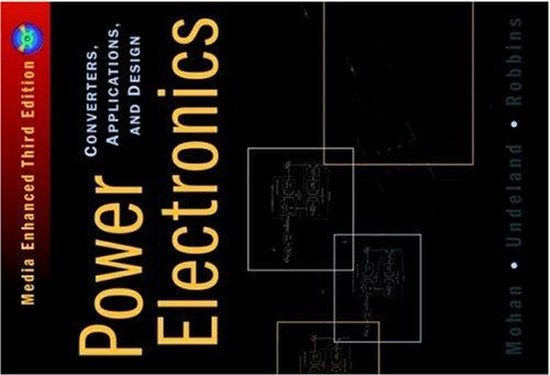 Media Enhanced Third Edition
CONVERTERS,
APPLICATIONS,
AND DESIGN
Power
Electronics
Mohan • Undeland • Robbins